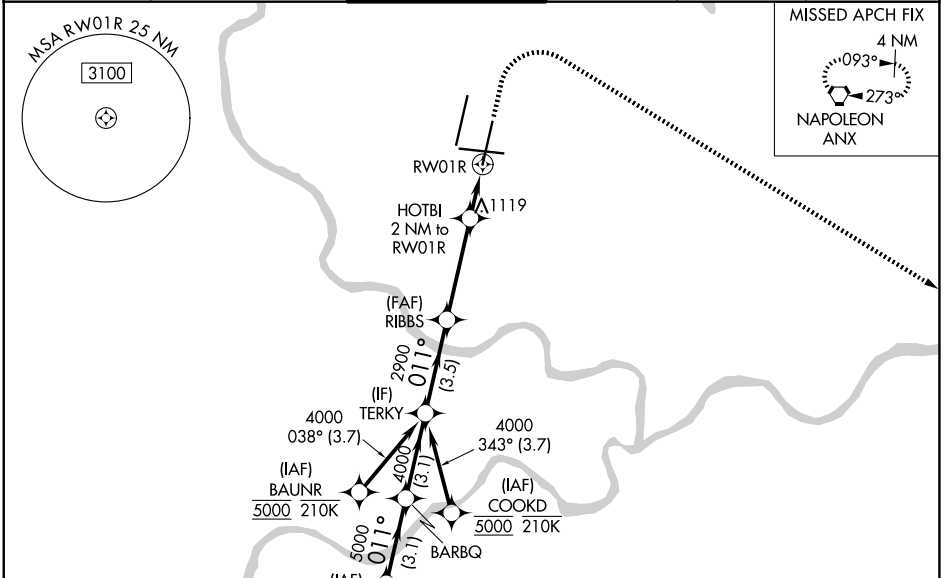 MSA RW01R 25 NM
3100
MISSED APCH FIX
4 NM
093°
273°
NAPOLEON
ANX
RW01R
HOTBI
2 NM to
RW01R
1119
(FAF)
RIBBS
2900
011°
(3.5)
(IF)
TERKY
4000
038° (3.7)
4000
343° (3.7)
4000
(3.1)
(IAF)
BAUNR
5000 210K
(IAF)
COOKD
5000 210K
BARBQ
5000
011°
(3.1)
(IAF)